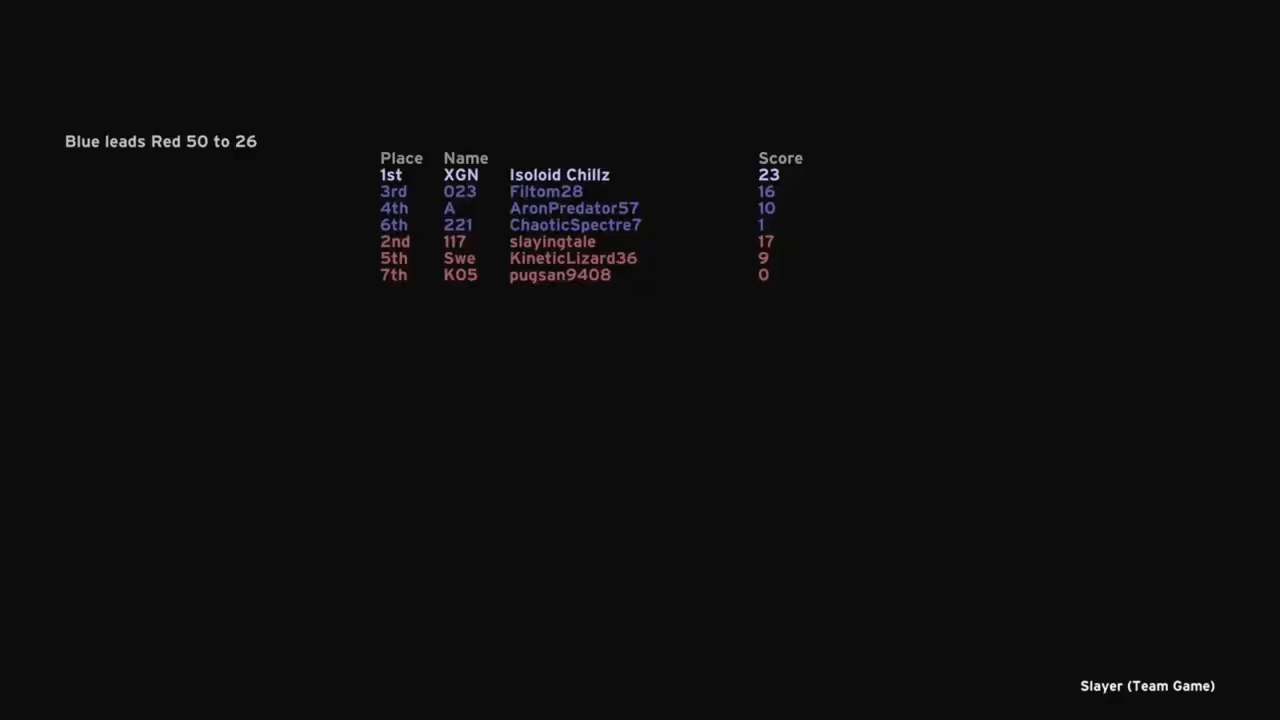 Blue leads Red 50 to 26
Place Name Score
1st XGN Isoloid Chillz 23
3rd 023 Filtom28 16
4th A AronPredator57 10
6th 221 ChaoticSpectre7 1
2nd 117 slayingtale 17
5th Swe KineticLizard36 9
7th K05 pugsan9408 0
Slayer (Team Game)